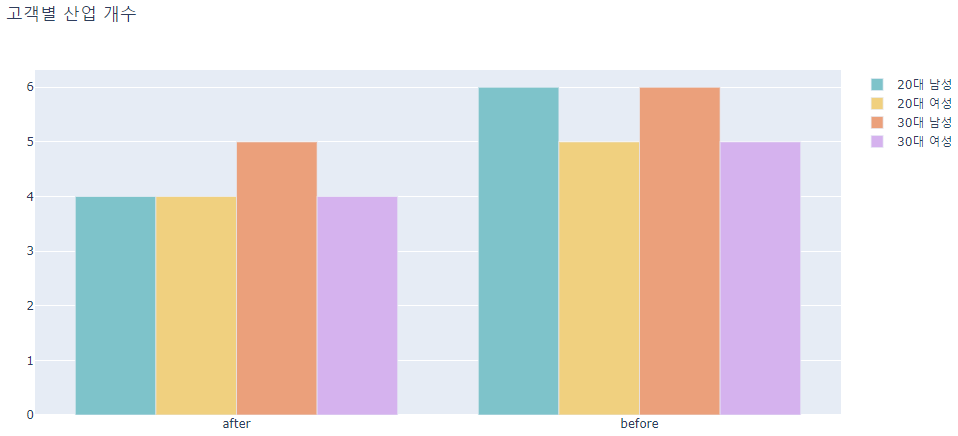 고객별 산업 개수
6
5
4
3
2
1
0
after
before
20대 남성
20대 여성
30대 남성
30대 여성